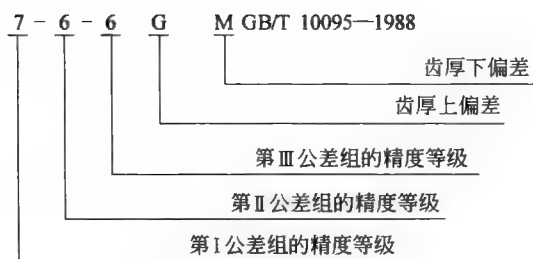 7 - 6 - 6 G M GB/T 10095—1988
齿厚下偏差
齿厚上偏差
第Ⅲ公差组的精度等级
第Ⅱ公差组的精度等级
第Ⅰ公差组的精度等级